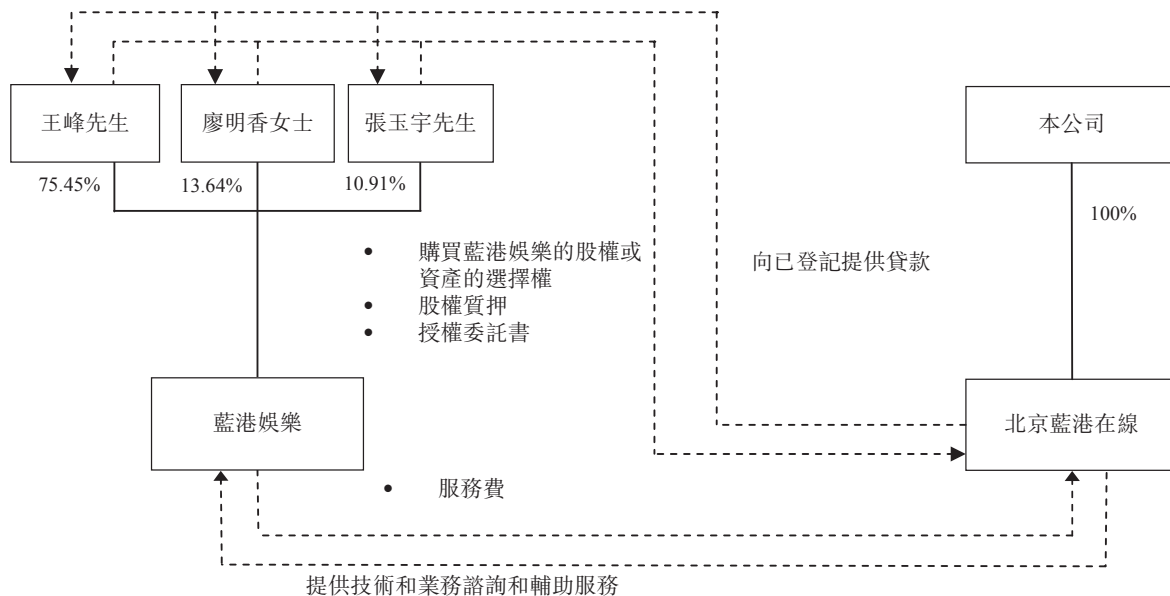 王峰先生
廖明香女士
張玉宇先生
本公司
75.45%
13.64%
10.91%
100%
• 購買藍港娛樂的股權或
資產的選擇權
• 股權質押
• 授權委託書
向已登記提供貸款
藍港娛樂
北京藍港在線
• 服務費
提供技術和業務諮詢和輔助服務